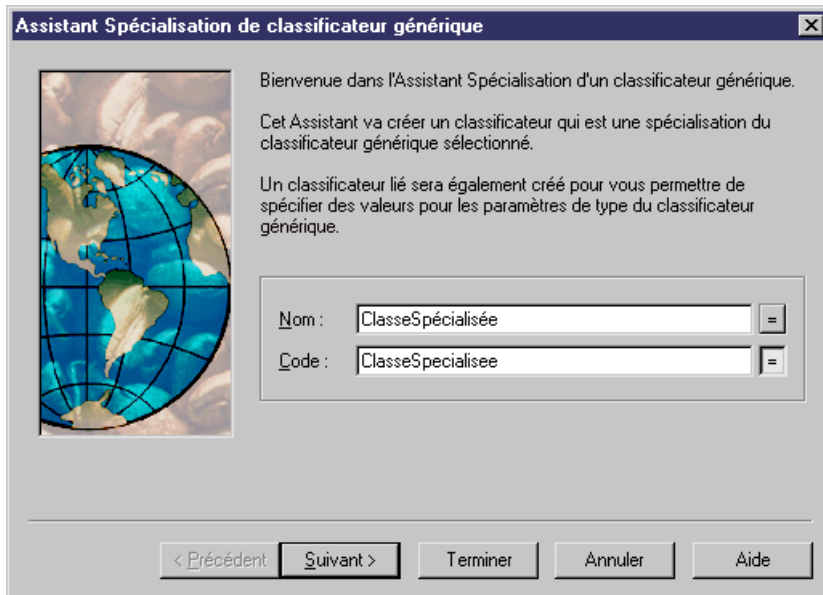 Assistant Spécialisation de classificateur générique
Bienvenue dans l'Assistant Spécialisation d'un classificateur générique.
Cet Assistant va créer un classificateur qui est une spécialisation du
classificateur générique sélectionné.
Un classificateur lié sera également créé pour vous permettre de
spécifier des valeurs pour les paramètres de type du classificateur
générique.
Nom : ClasseSpécialisée =
Code : ClasseSpecialisee =
< Précédent Suivant > Terminer Annuler Aide